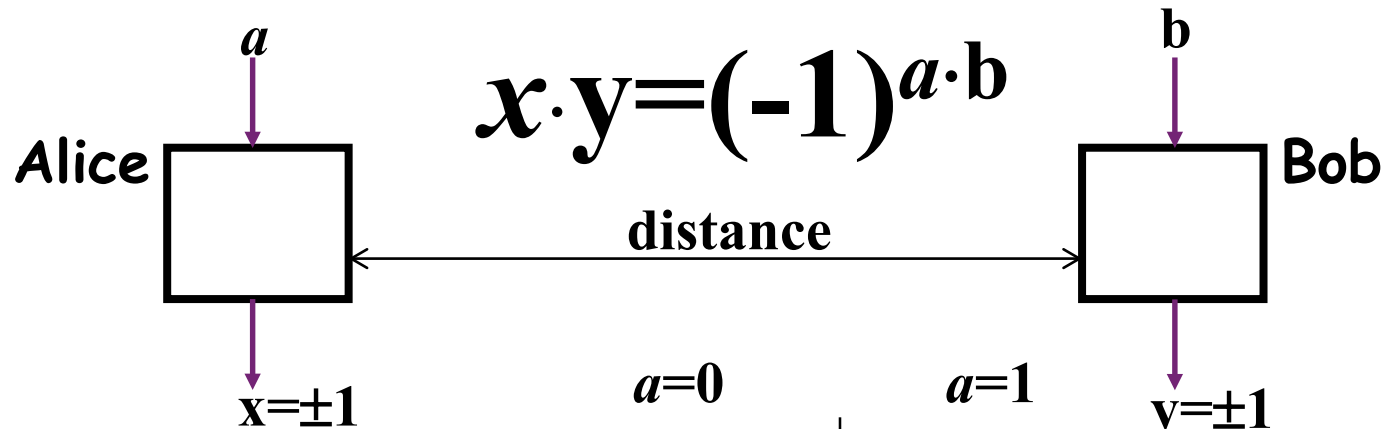 a
b
x·y=(-1)^{a·b}
Alice
Bob
distance
a=0
a=1
x=±1
y=±1